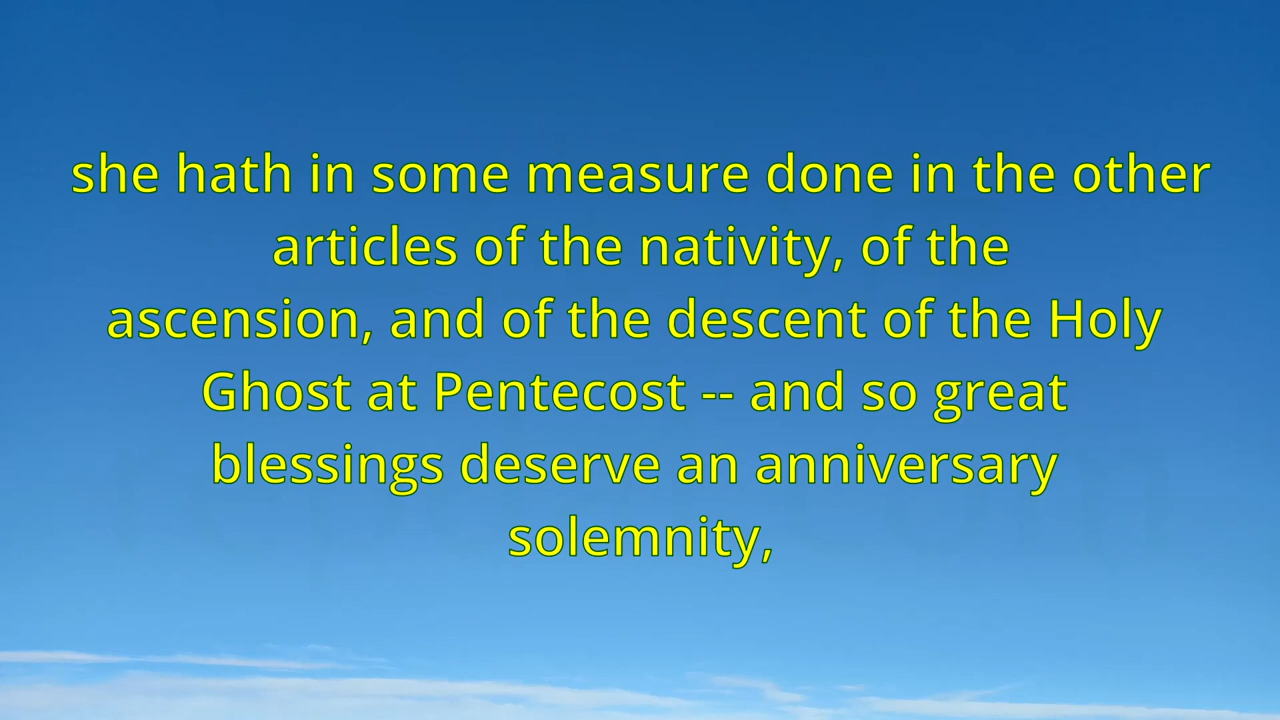 she hath in some measure done in the other
articles of the nativity, of the
ascension, and of the descent of the Holy
Ghost at Pentecost -- and so great
blessings deserve an anniversary
solemnity,